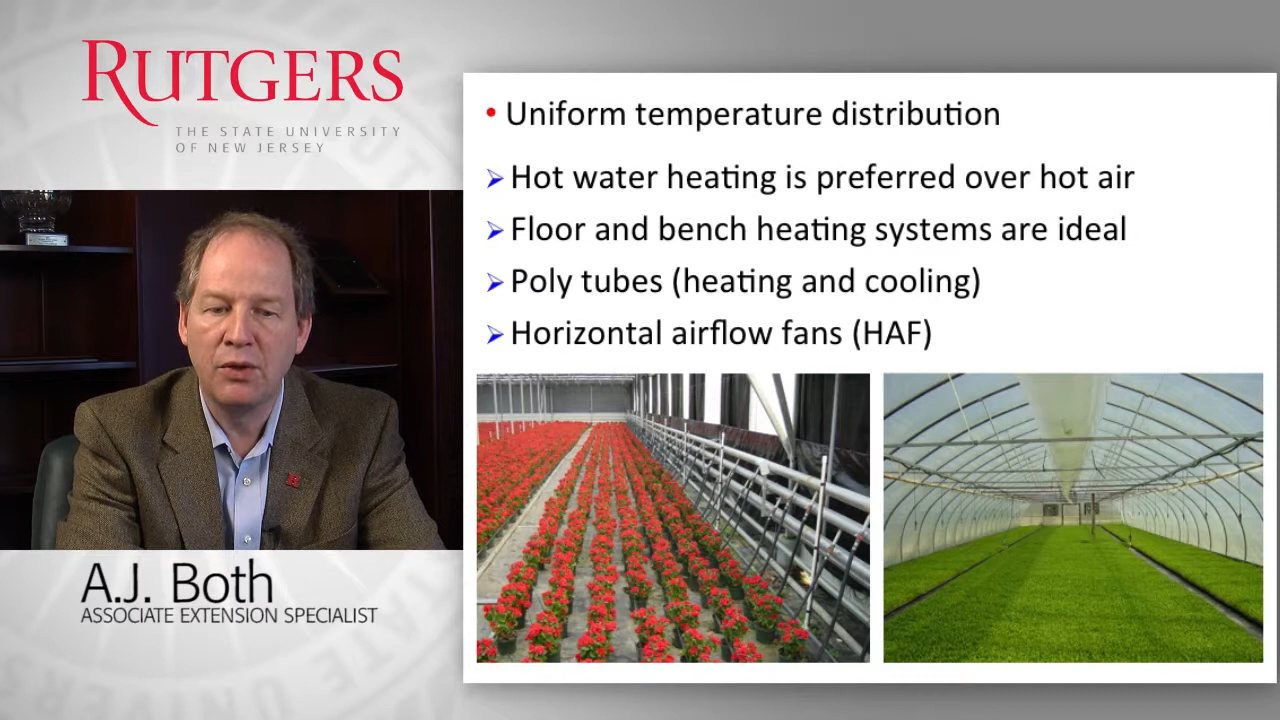 RUTGERS
THE STATE UNIVERSITY
OF NEW JERSEY
• Uniform temperature distribution
➢ Hot water heating is preferred over hot air
➢ Floor and bench heating systems are ideal
➢ Poly tubes (heating and cooling)
➢ Horizontal airflow fans (HAF)
A.J. Both
ASSOCIATE EXTENSION SPECIALIST